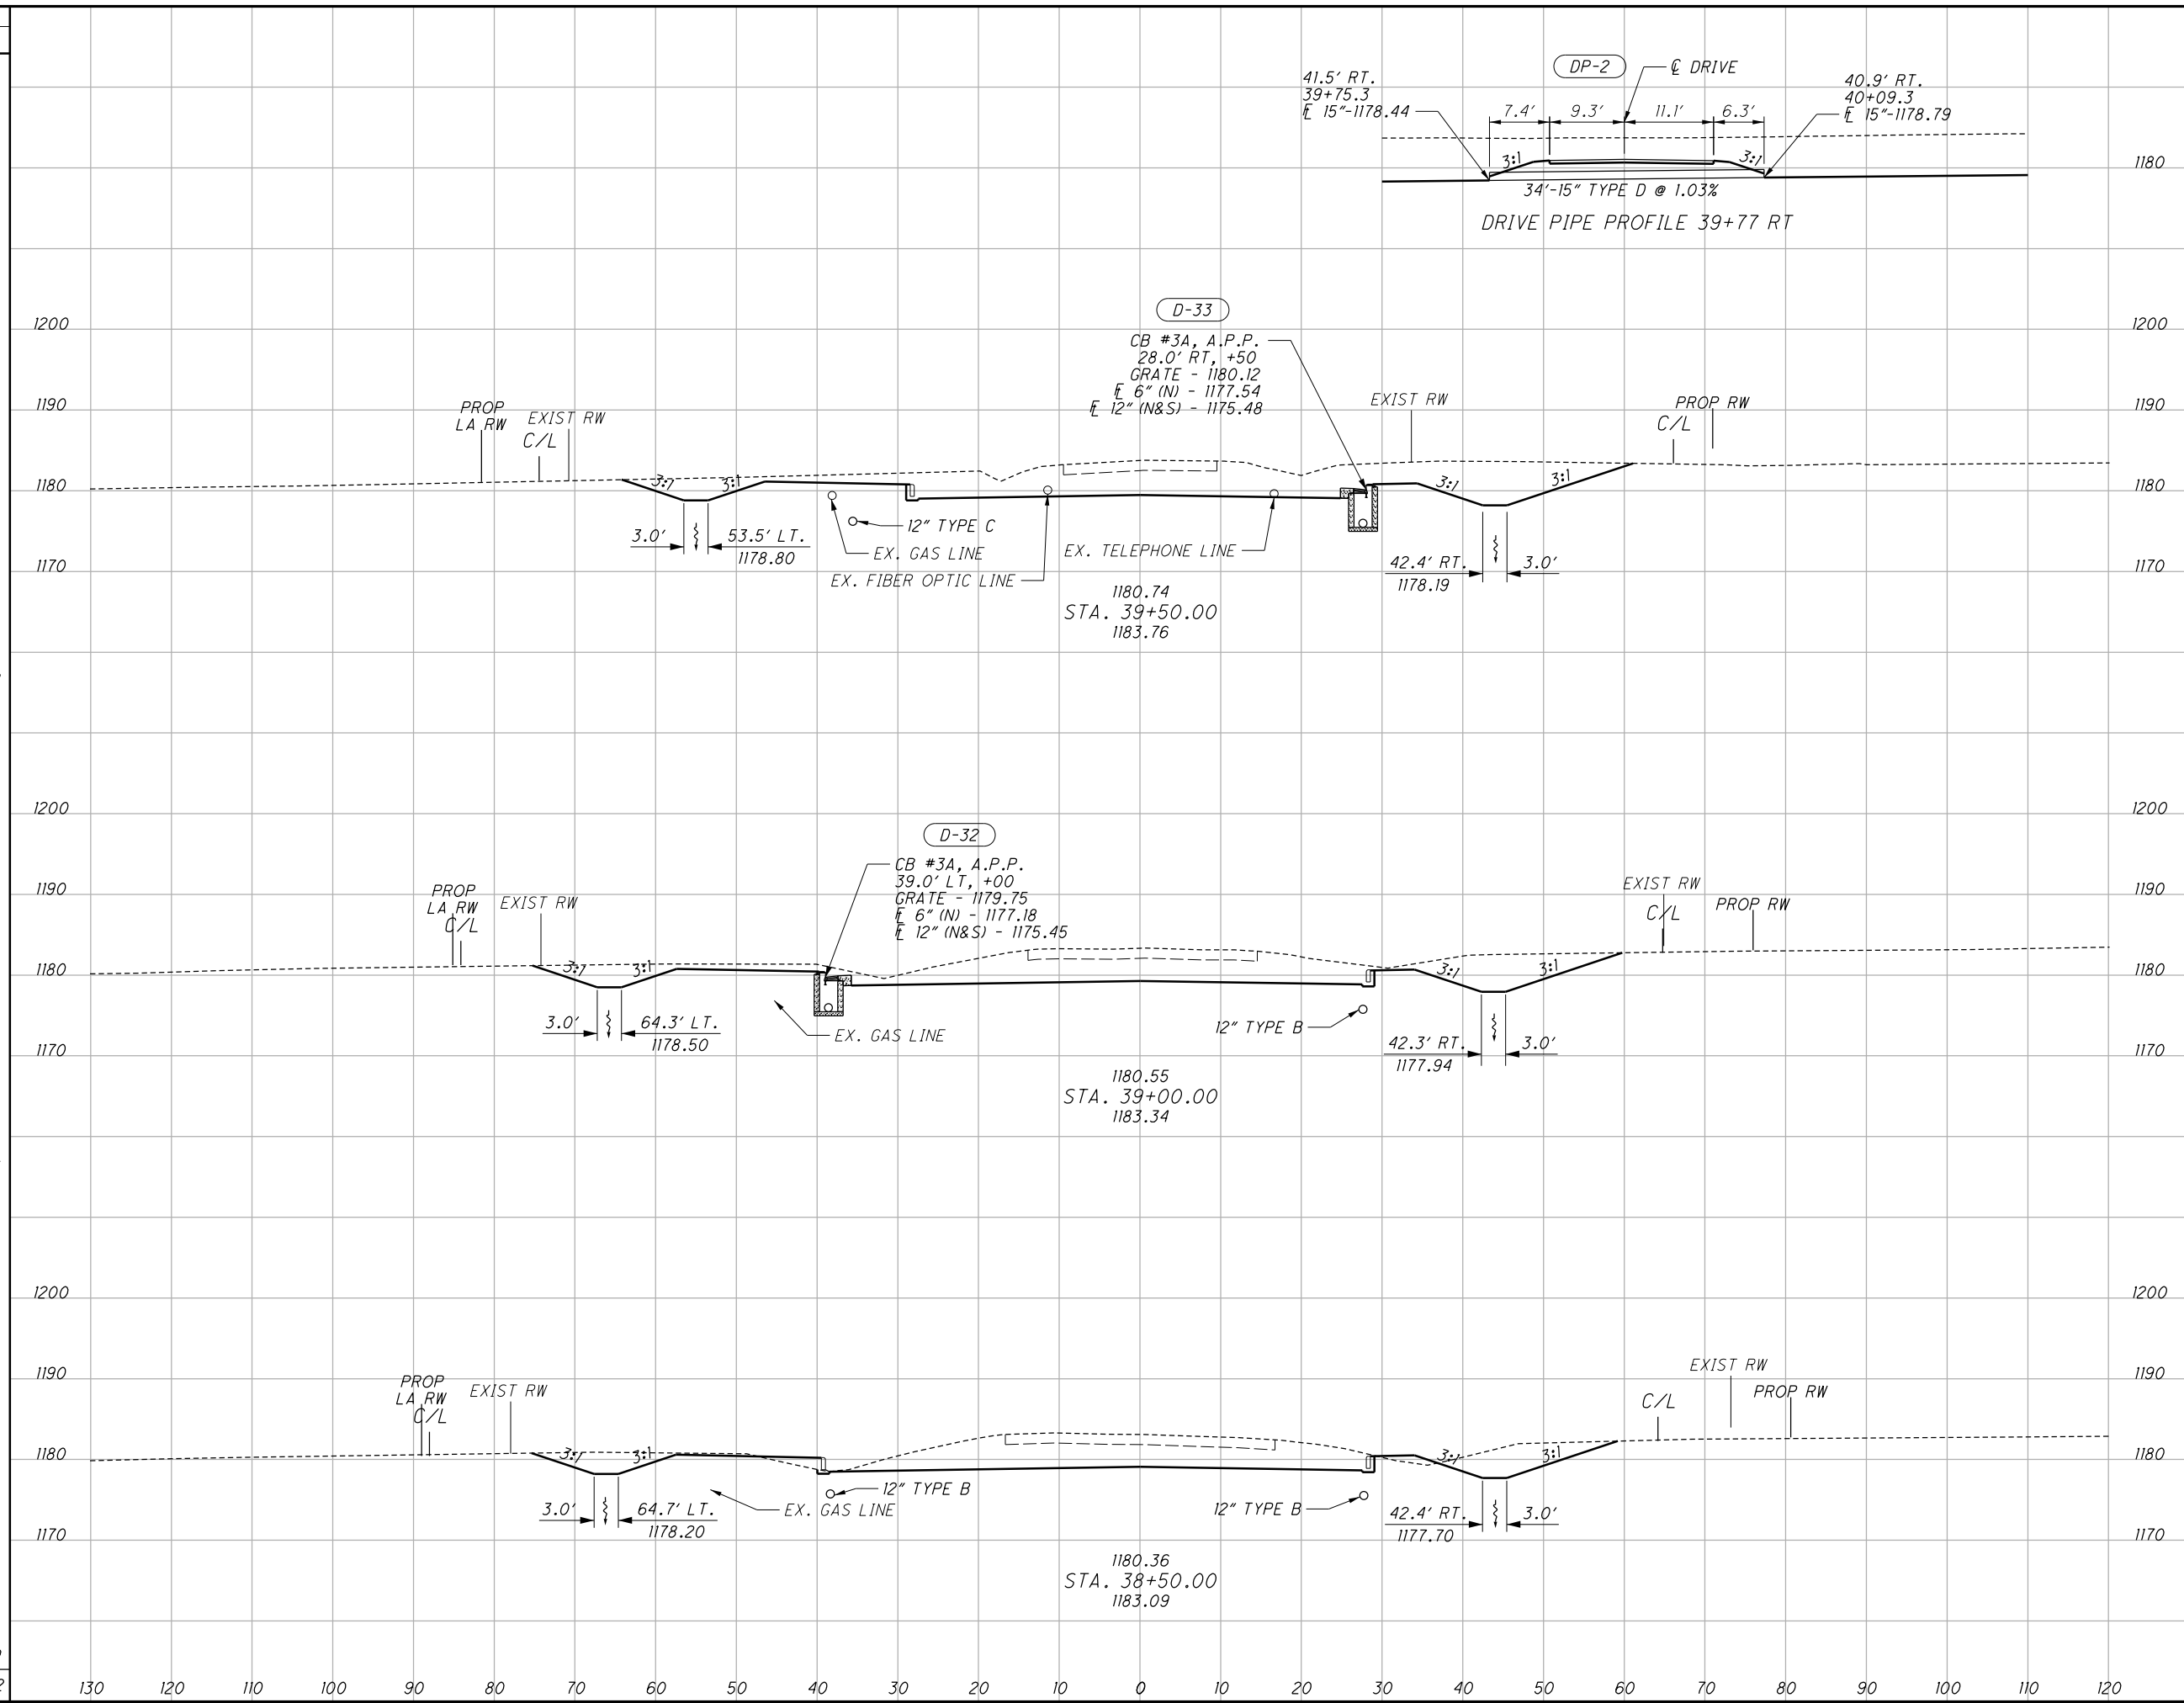 DP-2
℄ DRIVE
41.5' RT.
39+75.3
FL 15"-1178.44
7.4'
9.3'
11.1'
6.3'
40.9' RT.
40+09.3
FL 15"-1178.79
3:1
3:1
1180
34'-15" TYPE D @ 1.03%
DRIVE PIPE PROFILE 39+77 RT
D-33
1200
1200
CB #3A, A.P.P.
28.0' RT, +50
GRATE - 1180.12
FL 6" (N) - 1177.54
FL 12" (N&S) - 1175.48
1190
1190
PROP
LA RW
EXIST RW
C/L
EXIST RW
PROP RW
C/L
1180
1180
3:1
3:1
3:1
3:1
3.0'
53.5' LT.
1178.80
12" TYPE C
EX. GAS LINE
EX. FIBER OPTIC LINE
EX. TELEPHONE LINE
42.4' RT.
1178.19
3.0'
1170
1170
1180.74
STA. 39+50.00
1183.76
1200
1200
D-32
CB #3A, A.P.P.
39.0' LT, +00
GRATE - 1179.75
FL 6" (N) - 1177.18
FL 12" (N&S) - 1175.45
1190
1190
PROP
LA RW
C/L
EXIST RW
EXIST RW
C/L
PROP RW
1180
1180
3:1
3:1
3:1
3:1
3.0'
64.3' LT.
1178.50
EX. GAS LINE
12" TYPE B
42.3' RT.
1177.94
3.0'
1170
1170
1180.55
STA. 39+00.00
1183.34
1200
1200
1190
1190
PROP
LA RW
C/L
EXIST RW
EXIST RW
C/L
PROP RW
1180
1180
3:1
3:1
3:1
3:1
3.0'
64.7' LT.
1178.20
12" TYPE B
EX. GAS LINE
12" TYPE B
42.4' RT.
1177.70
3.0'
1170
1170
1180.36
STA. 38+50.00
1183.09
130 120 110 100 90 80 70 60 50 40 30 20 10 0 10 20 30 40 50 60 70 80 90 100 110 120